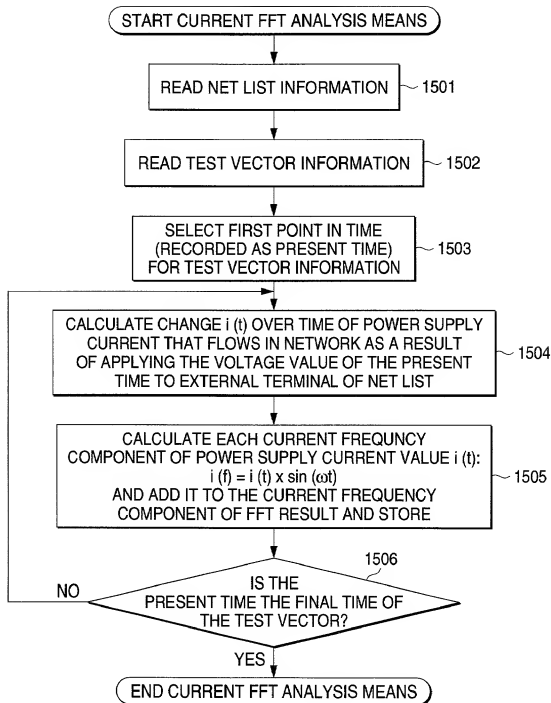 START CURRENT FFT ANALYSIS MEANS
READ NET LIST INFORMATION
1501
READ TEST VECTOR INFORMATION
1502
SELECT FIRST POINT IN TIME
(RECORDED AS PRESENT TIME)
FOR TEST VECTOR INFORMATION
1503
CALCULATE CHANGE i (t) OVER TIME OF POWER SUPPLY
CURRENT THAT FLOWS IN NETWORK AS A RESULT
OF APPLYING THE VOLTAGE VALUE OF THE PRESENT
TIME TO EXTERNAL TERMINAL OF NET LIST
1504
CALCULATE EACH CURRENT FREQUNCY
COMPONENT OF POWER SUPPLY CURRENT VALUE i (t):
i (f) = i (t) x sin (ωt)
AND ADD IT TO THE CURRENT FREQUENCY
COMPONENT OF FFT RESULT AND STORE
1505
1506
IS THE
PRESENT TIME THE FINAL TIME OF
THE TEST VECTOR?
NO
YES
END CURRENT FFT ANALYSIS MEANS